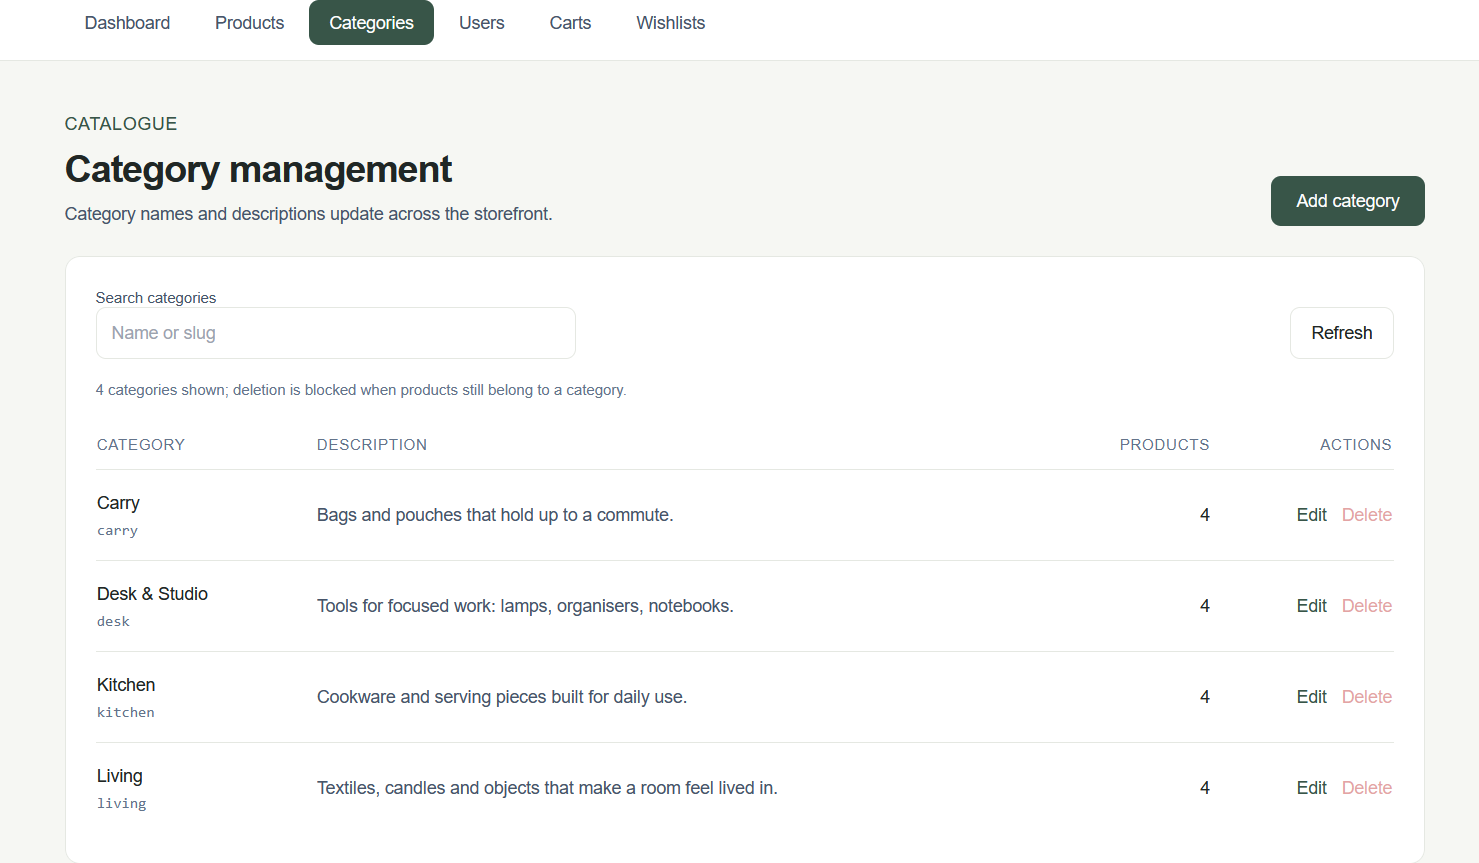 Dashboard Products Categories Users Carts Wishlists
CATALOGUE
Category management
Category names and descriptions update across the storefront.
Add category
Search categories
Name or slug
Refresh
4 categories shown; deletion is blocked when products still belong to a category.
CATEGORY DESCRIPTION PRODUCTS ACTIONS
Carry
carry
Bags and pouches that hold up to a commute. 4 Edit Delete
Desk & Studio
desk
Tools for focused work: lamps, organisers, notebooks. 4 Edit Delete
Kitchen
kitchen
Cookware and serving pieces built for daily use. 4 Edit Delete
Living
living
Textiles, candles and objects that make a room feel lived in. 4 Edit Delete